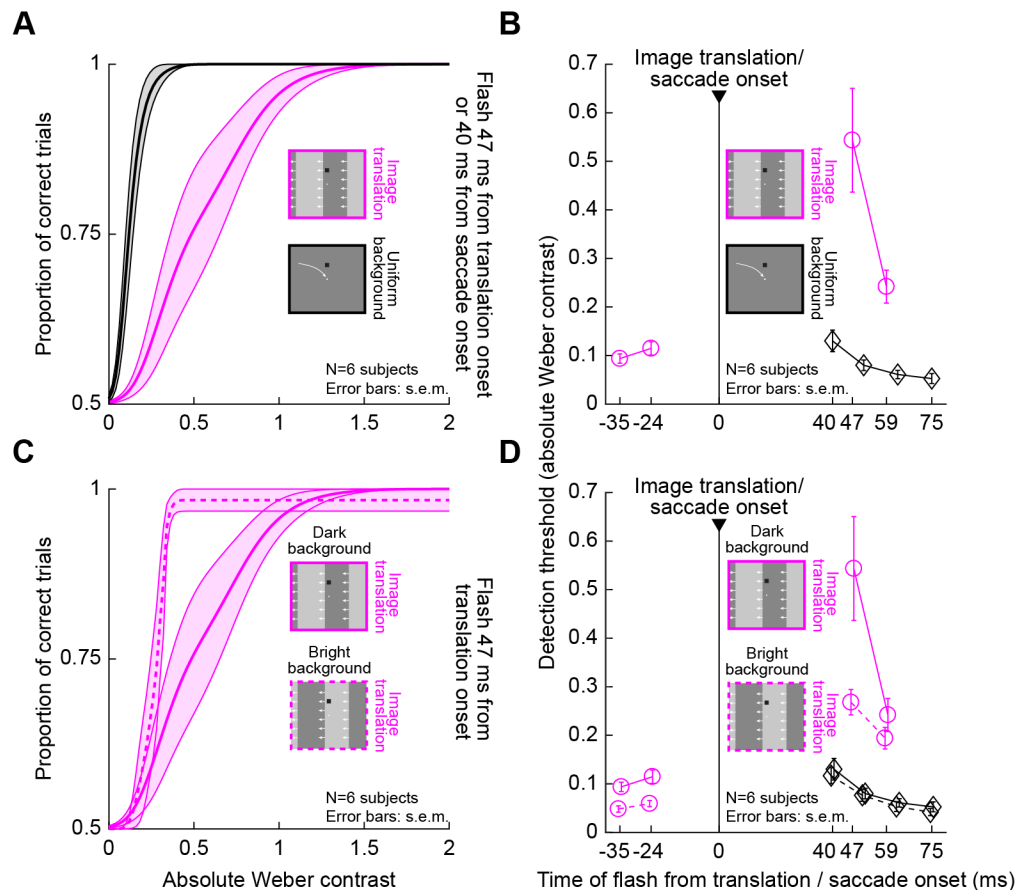 A
Proportion of correct trials
1
0.75
0.5
0
0.5
1
1.5
2
Image
translation
Uniform
background
N=6 subjects
Error bars: s.e.m.
Flash 47 ms from translation onset
or 40 ms from saccade onset
B
Image translation/
saccade onset
Detection threshold (absolute Weber contrast)
0.7
0.6
0.5
0.4
0.3
0.2
0.1
0
-35
-24
0
40
47
59
75
Image
translation
Uniform
background
N=6 subjects
Error bars: s.e.m.
C
Proportion of correct trials
1
0.75
0.5
0
0.5
1
1.5
2
Absolute Weber contrast
Dark
background
Image
translation
Bright
background
Image
translation
N=6 subjects
Error bars: s.e.m.
Flash 47 ms from
translation onset
D
Image translation/
saccade onset
0.7
0.6
0.5
0.4
0.3
0.2
0.1
0
-35
-24
0
40
47
59
75
Dark
background
Image
translation
Bright
background
Image
translation
N=6 subjects
Error bars: s.e.m.
Time of flash from translation / saccade onset (ms)